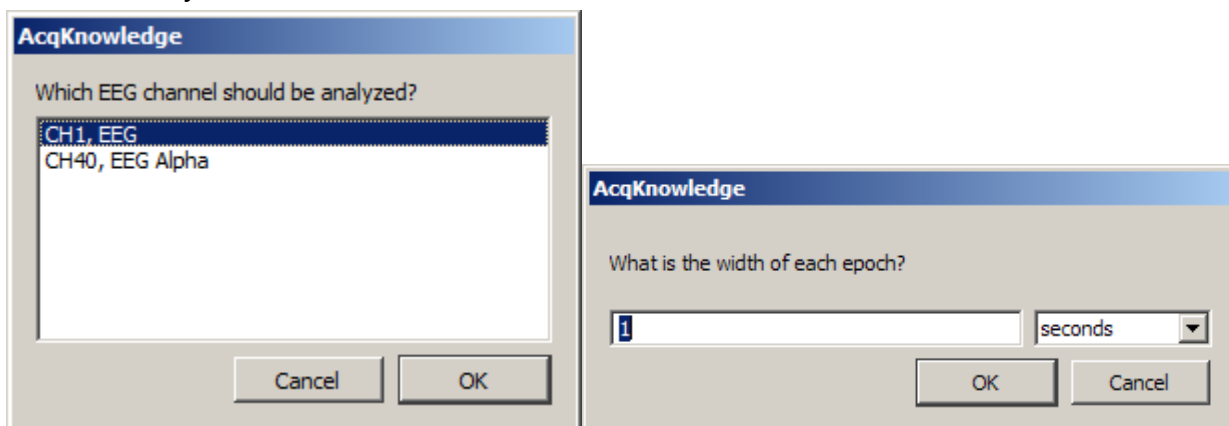 AcqKnowledge
Which EEG channel should be analyzed?
CH1, EEG
CH40, EEG Alpha
Cancel
OK
AcqKnowledge
What is the width of each epoch?
1
seconds
OK
Cancel